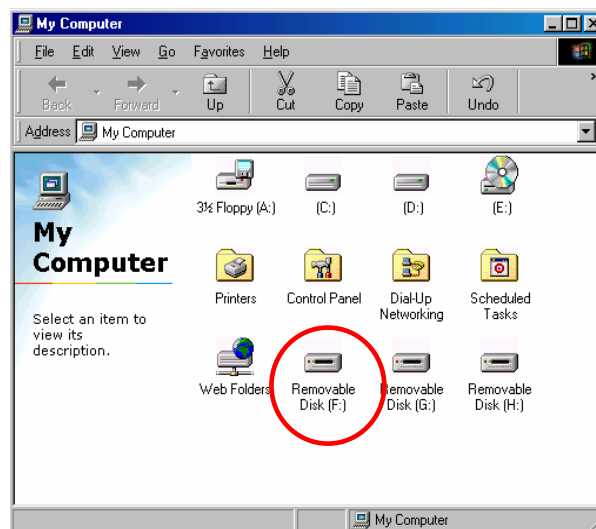 My Computer
File Edit View Go Favorites Help
Back Forward Up Cut Copy Paste Undo »
Address My Computer
3½ Floppy (A:) (C:) (D:) (E:)
My
Computer
Printers Control Panel Dial-Up Scheduled
Networking Tasks
Select an item to
view its
description.
Web Folders Removable Removable Removable
Disk (F:) Disk (G:) Disk (H:)
My Computer